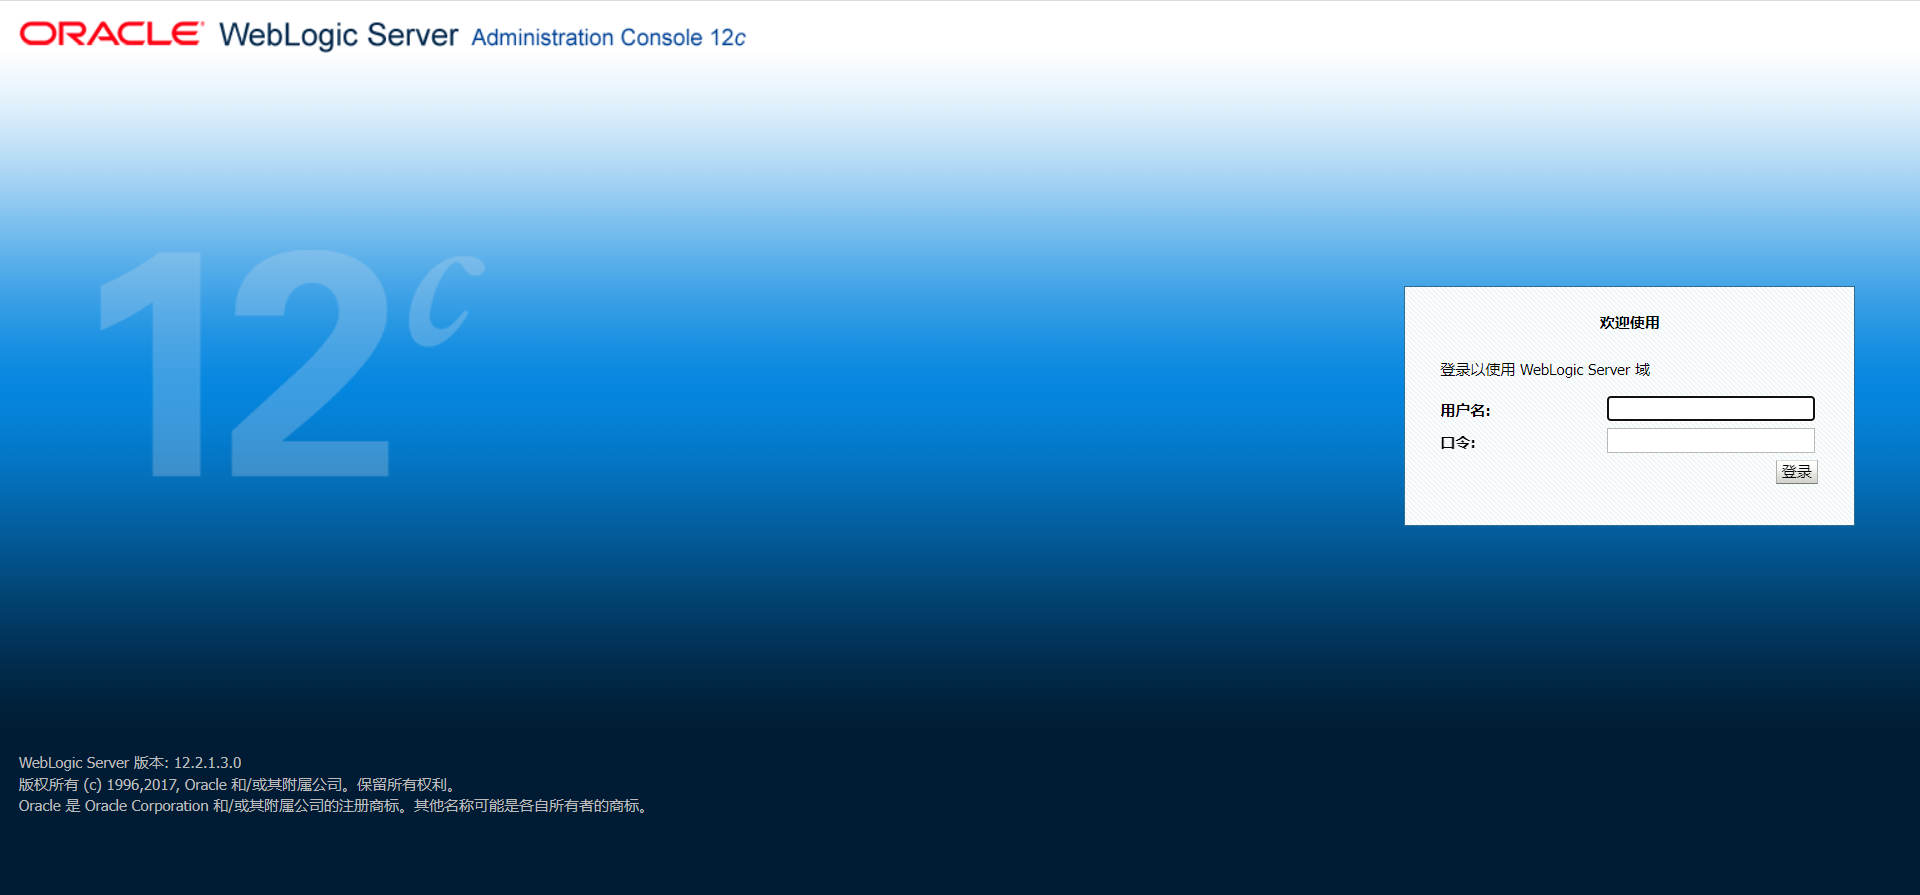 ORACLE WebLogic Server Administration Console 12c
12c
欢迎使用
登录以使用 WebLogic Server 域
用户名:
口令:
登录
WebLogic Server 版本: 12.2.1.3.0
版权所有 (c) 1996,2017, Oracle 和/或其附属公司。保留所有权利。
Oracle 是 Oracle Corporation 和/或其附属公司的注册商标。其他名称可能是各自所有者的商标。